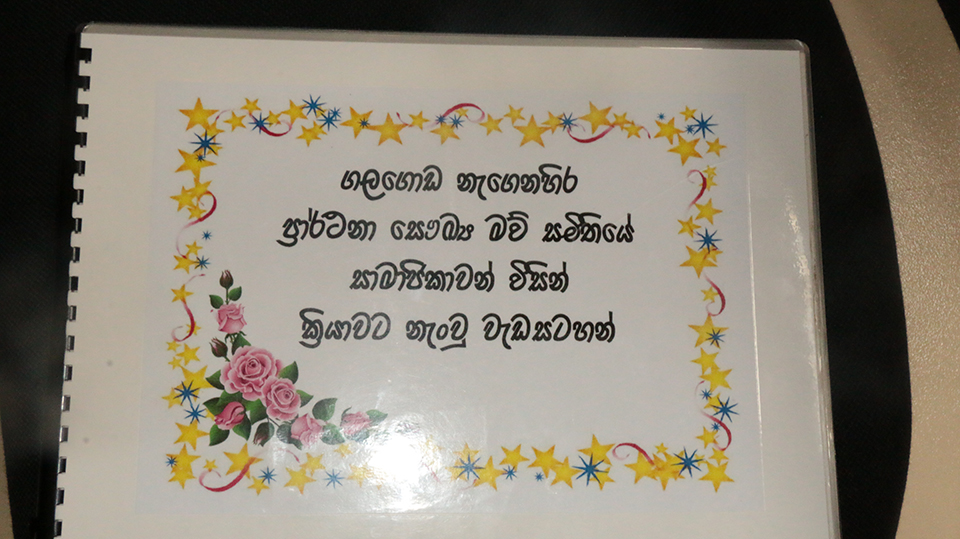 ගලගොඩ නැගෙනහිර
ප්‍රාර්ථනා සෞඛ්‍ය මව් සමිතියේ
සාමාජිකාවන් විසින්
ක්‍රියාවට නැංවු වැඩසටහන්